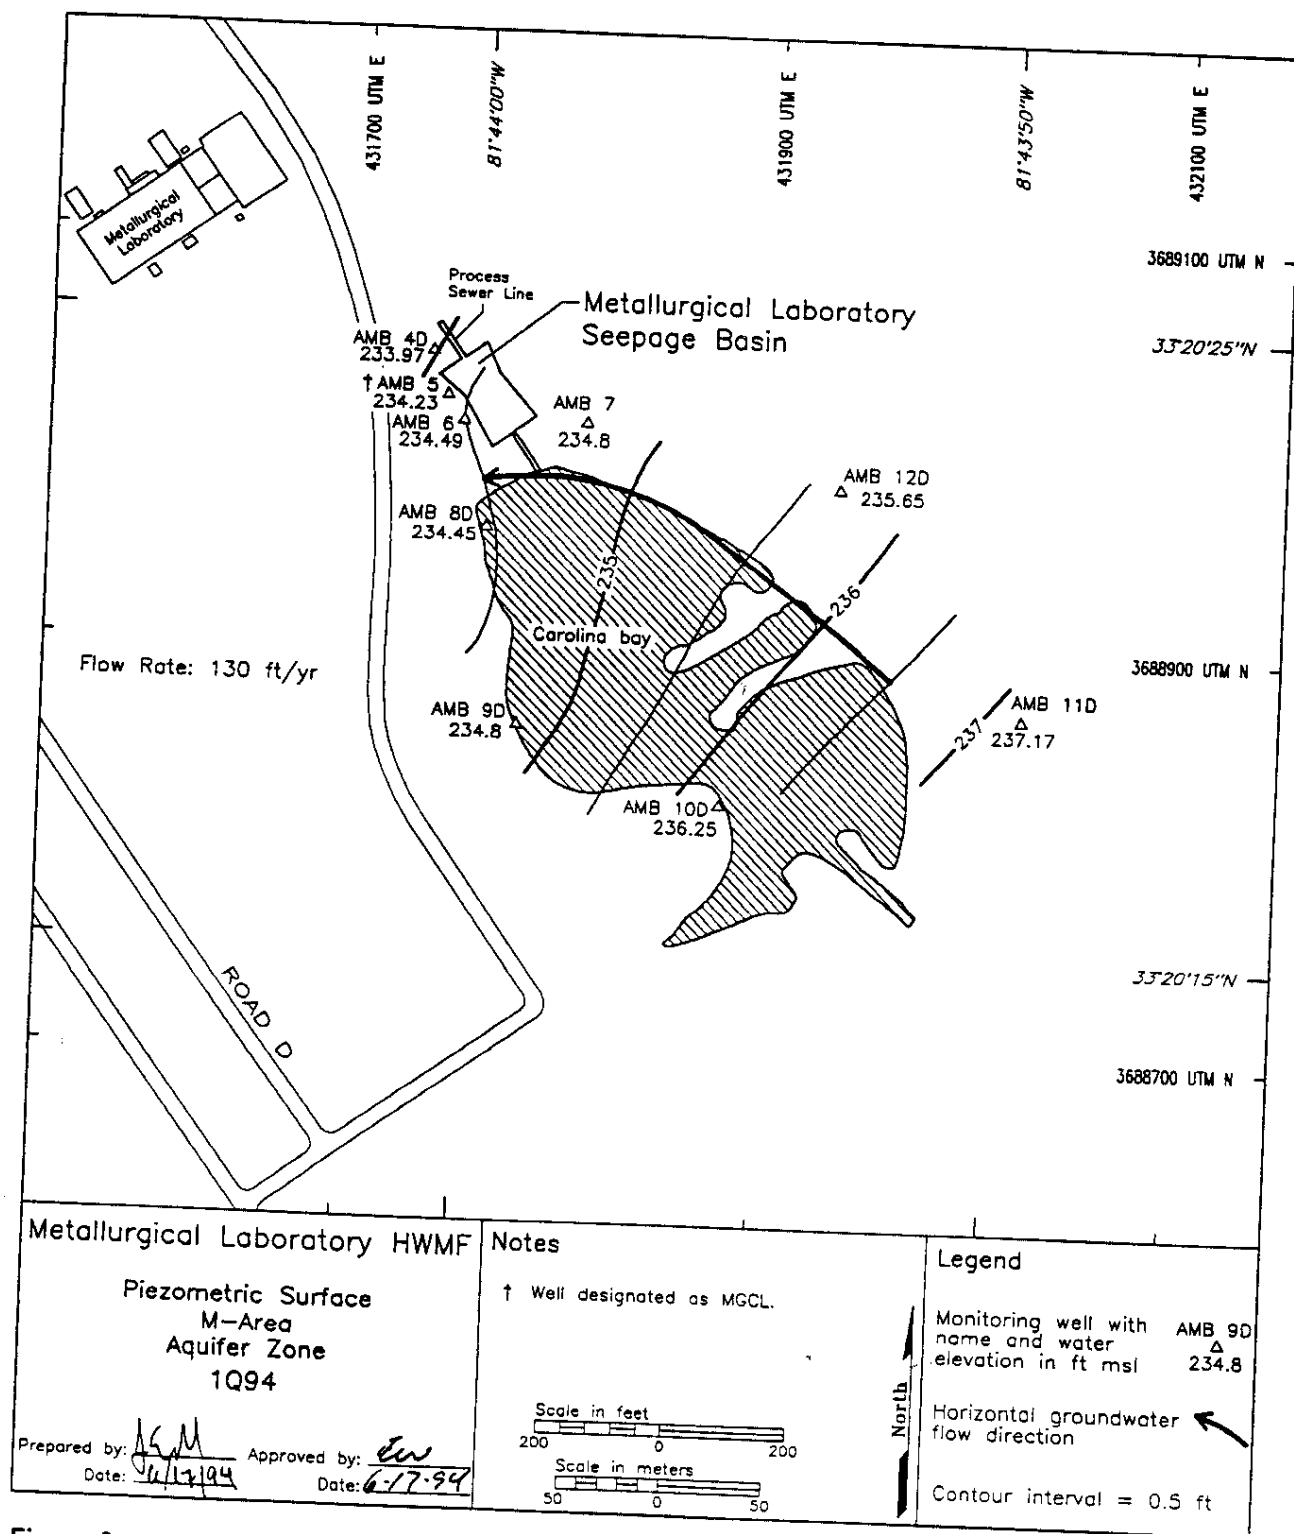 431700 UTM E
81°44'00"W
431900 UTM E
81°43'50"W
432100 UTM E
Metallurgical
Laboratory
3689100 UTM N
Process
Sewer Line
Metallurgical Laboratory
Seepage Basin
33°20'25"N
AMB 4D
233.97
† AMB 5
234.23
AMB 6
234.49
AMB 7
234.8
AMB 12D
235.65
AMB 8D
234.45
235
236
Carolina bay
Flow Rate: 130 ft/yr
3688900 UTM N
AMB 9D
234.8
AMB 11D
237.17
237
AMB 10D
236.25
ROAD D
33°20'15"N
3688700 UTM N
Metallurgical Laboratory HWMF
Piezometric Surface
M-Area
Aquifer Zone
1Q94
Prepared by:
Date: 6/17/94
Approved by:
Date: 6-17-94
Notes
† Well designated as MGCL.
Scale in feet
200 0 200
Scale in meters
50 0 50
North
Legend
Monitoring well with
name and water
elevation in ft msl
AMB 9D
234.8
Horizontal groundwater
flow direction
Contour interval = 0.5 ft